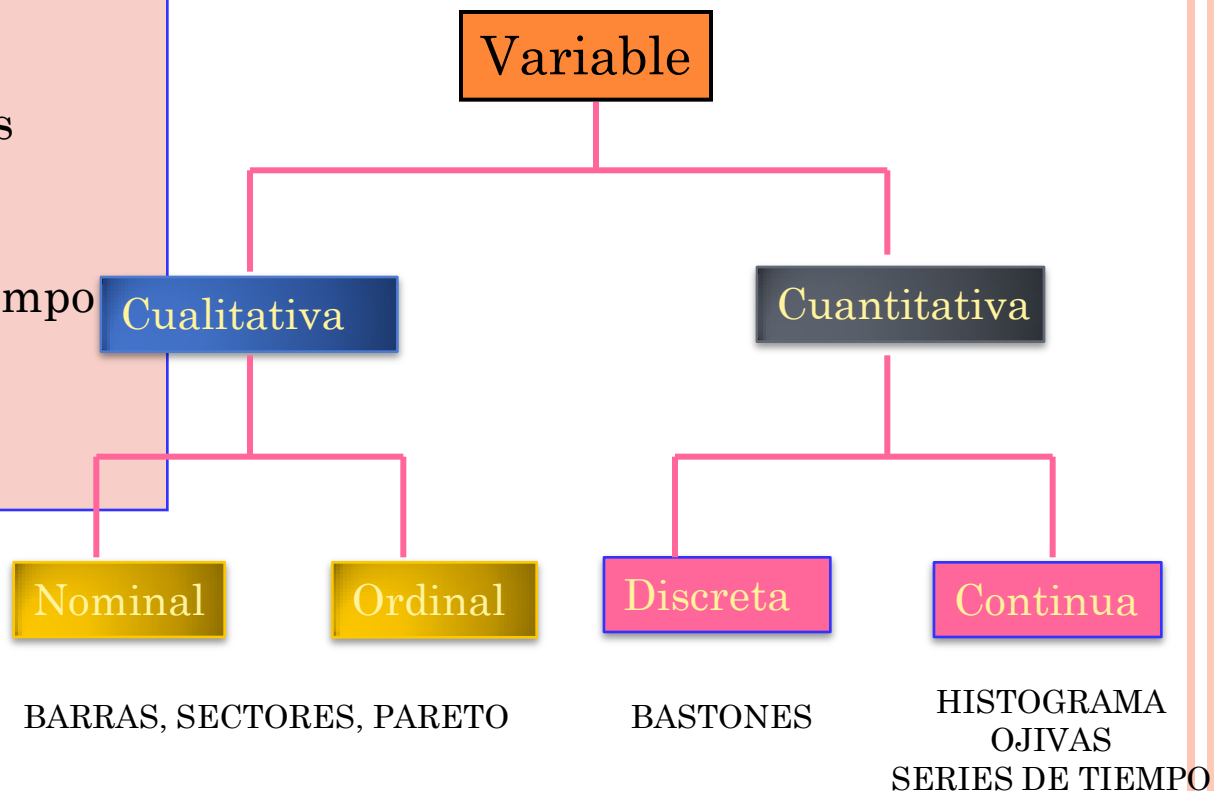 Variable
s
mpo
Cualitativa
Cuantitativa
Nominal
Ordinal
Discreta
Continua
BARRAS, SECTORES, PARETO
BASTONES
HISTOGRAMA
OJIVAS
SERIES DE TIEMPO